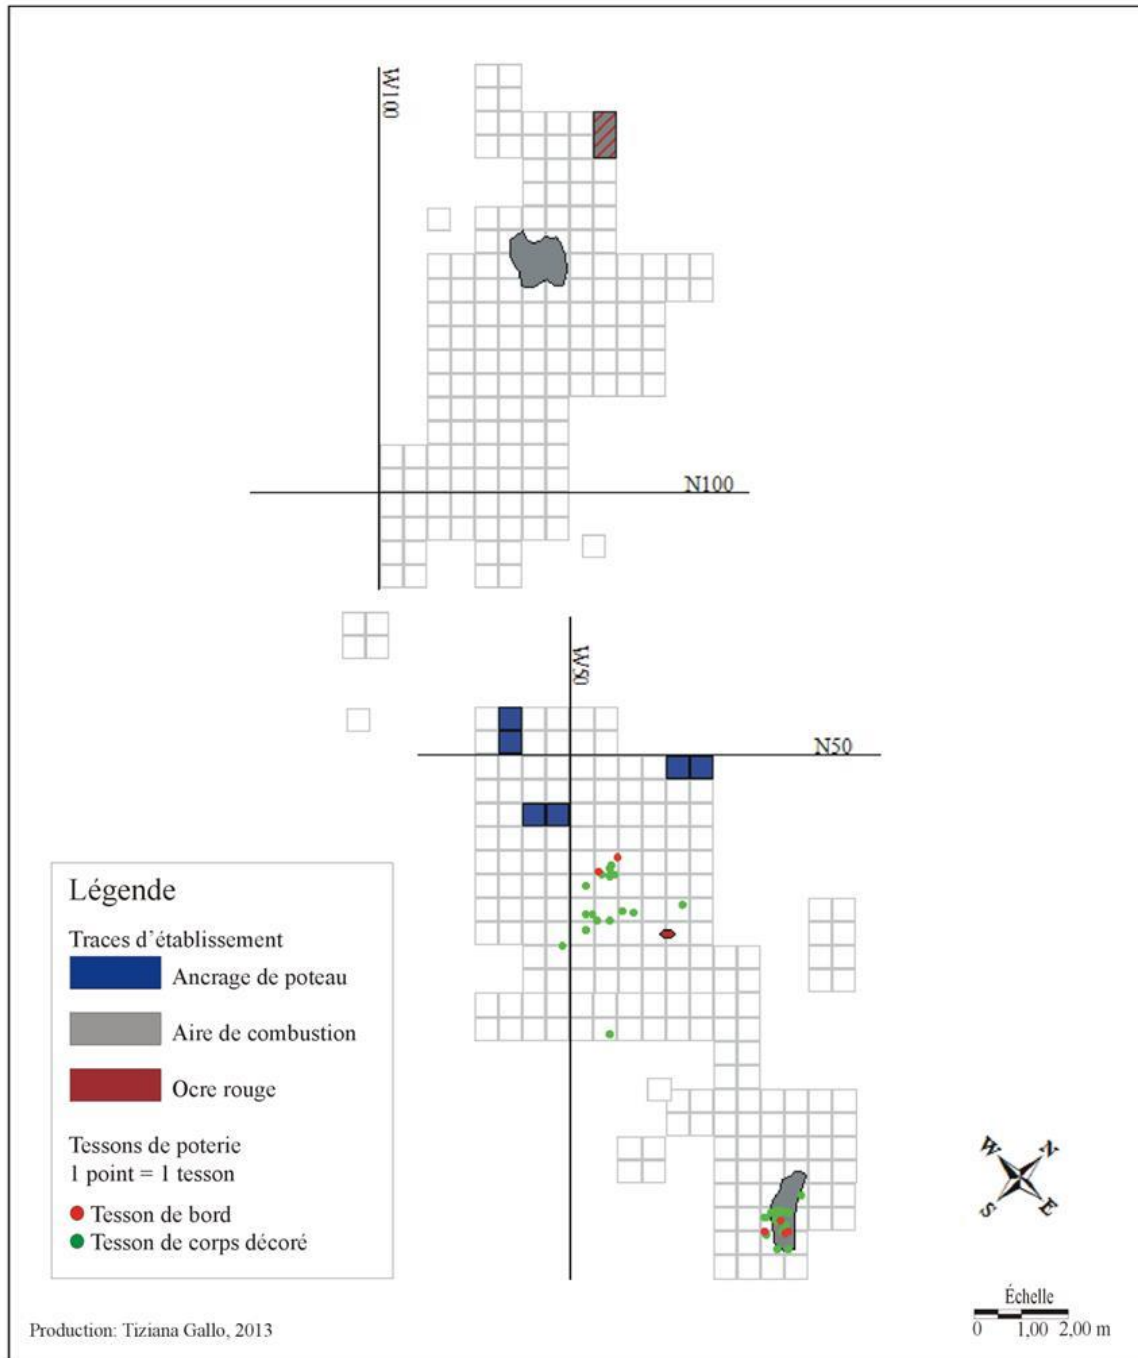 W100
N100
W50
N50
Légende
Traces d'établissement
Ancrage de poteau
Aire de combustion
Ocre rouge
Tessons de poterie
1 point = 1 tesson
Tesson de bord
Tesson de corps décoré
W N
S E
Échelle
0 1,00 2,00 m
Production: Tiziana Gallo, 2013